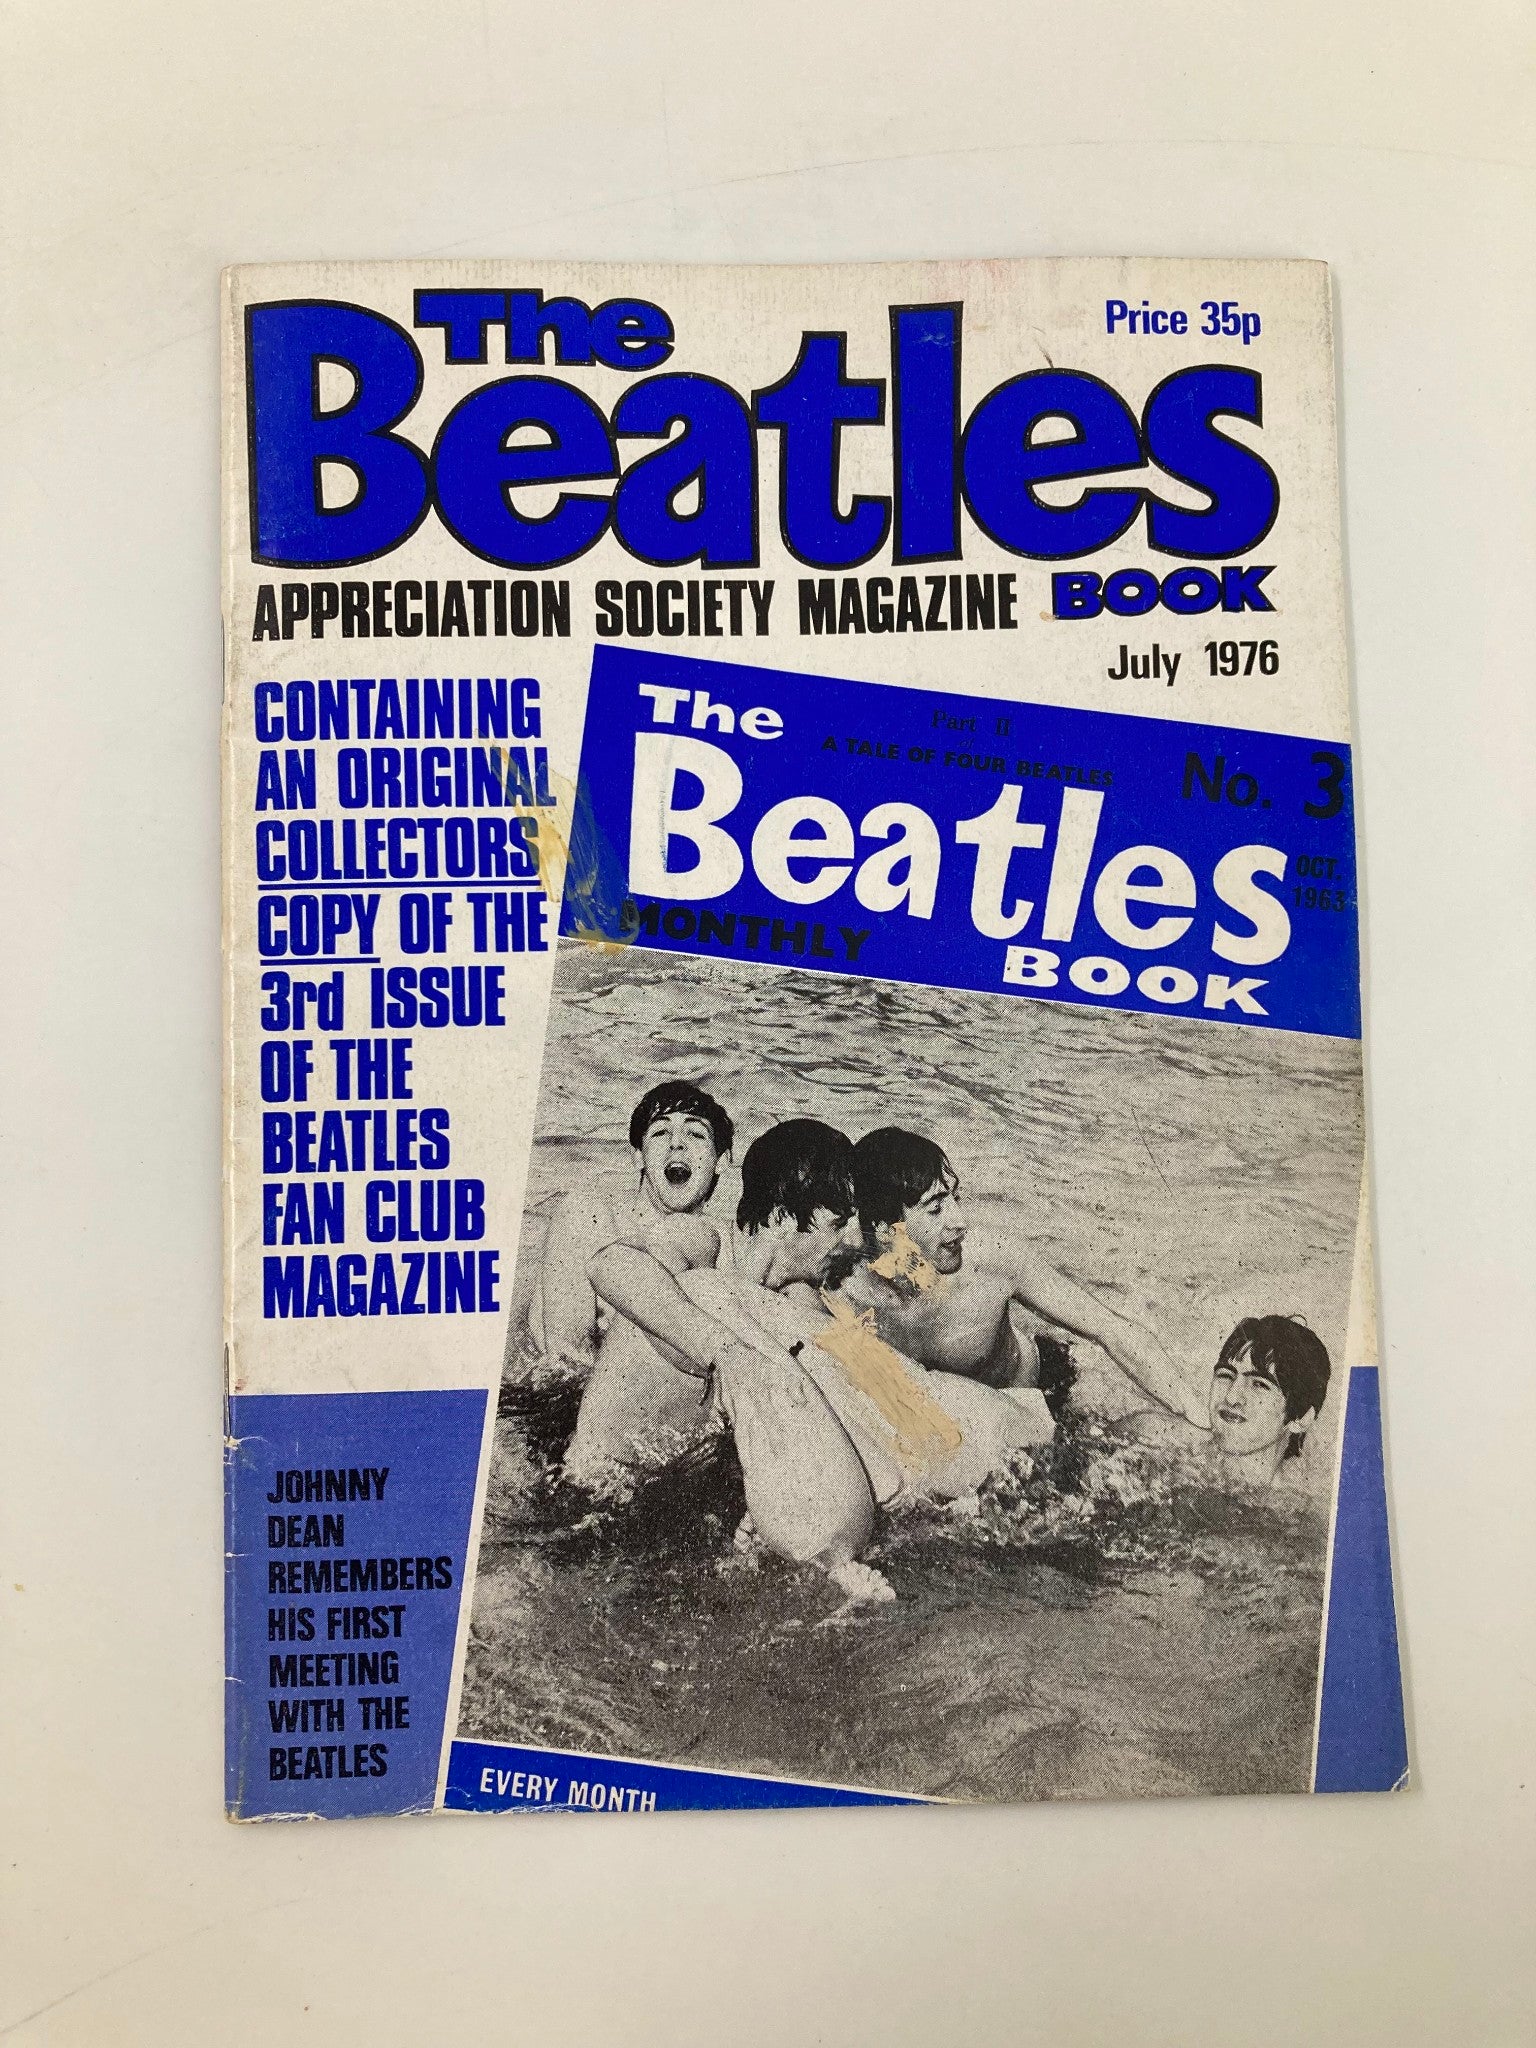 The
Beatles
BOOK
Price 35p
APPRECIATION SOCIETY MAGAZINE
July 1976
CONTAINING
AN ORIGINAL
COLLECTORS
COPY OF THE
3rd ISSUE
OF THE
BEATLES
FAN CLUB
MAGAZINE
The
Beatles
BOOK
MONTHLY
Part II
A TALE OF FOUR BEATLES
No. 3
OCT.
1963
JOHNNY
DEAN
REMEMBERS
HIS FIRST
MEETING
WITH THE
BEATLES
EVERY MONTH